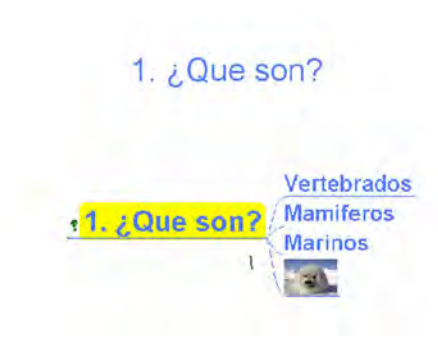 1. ¿Que son?
1. ¿Que son?
Vertebrados
Mamiferos
Marinos